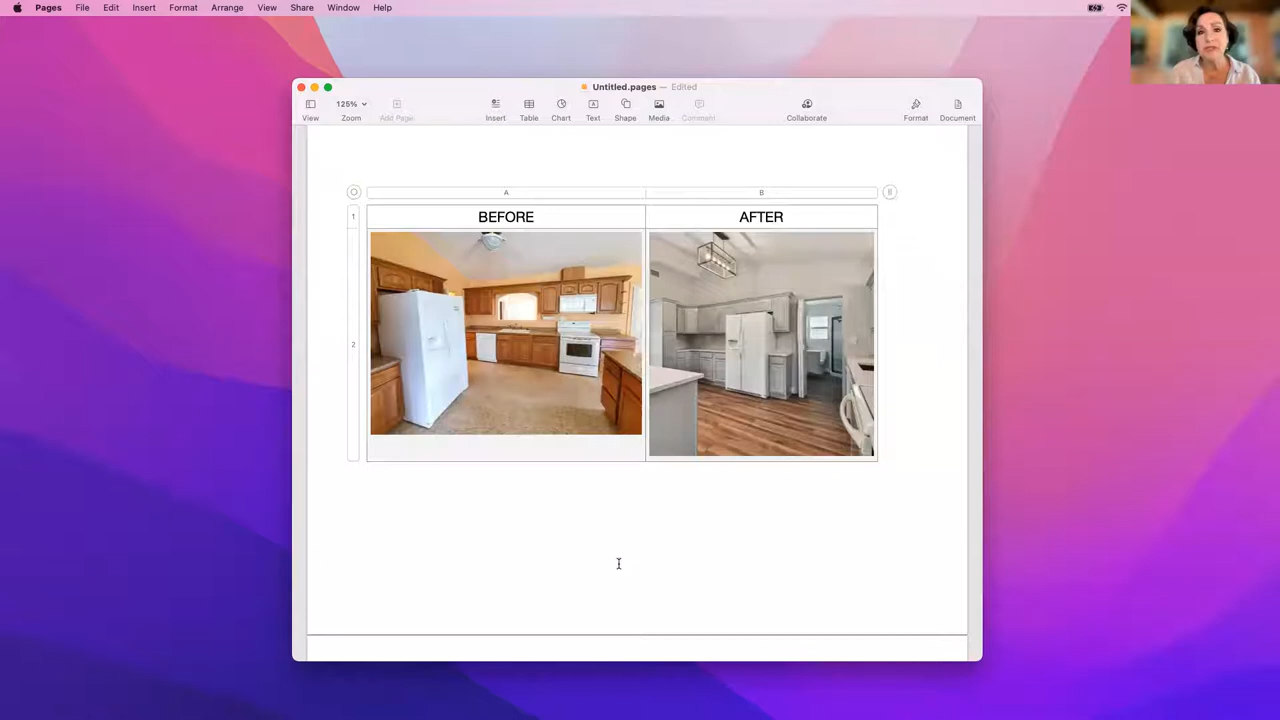 Pages File Edit Insert Format Arrange View Share Window Help
Untitled.pages — Edited
125%
View Zoom Add Page Insert Table Chart Text Shape Media Comment Collaborate Format Document
A B
1 BEFORE AFTER
2